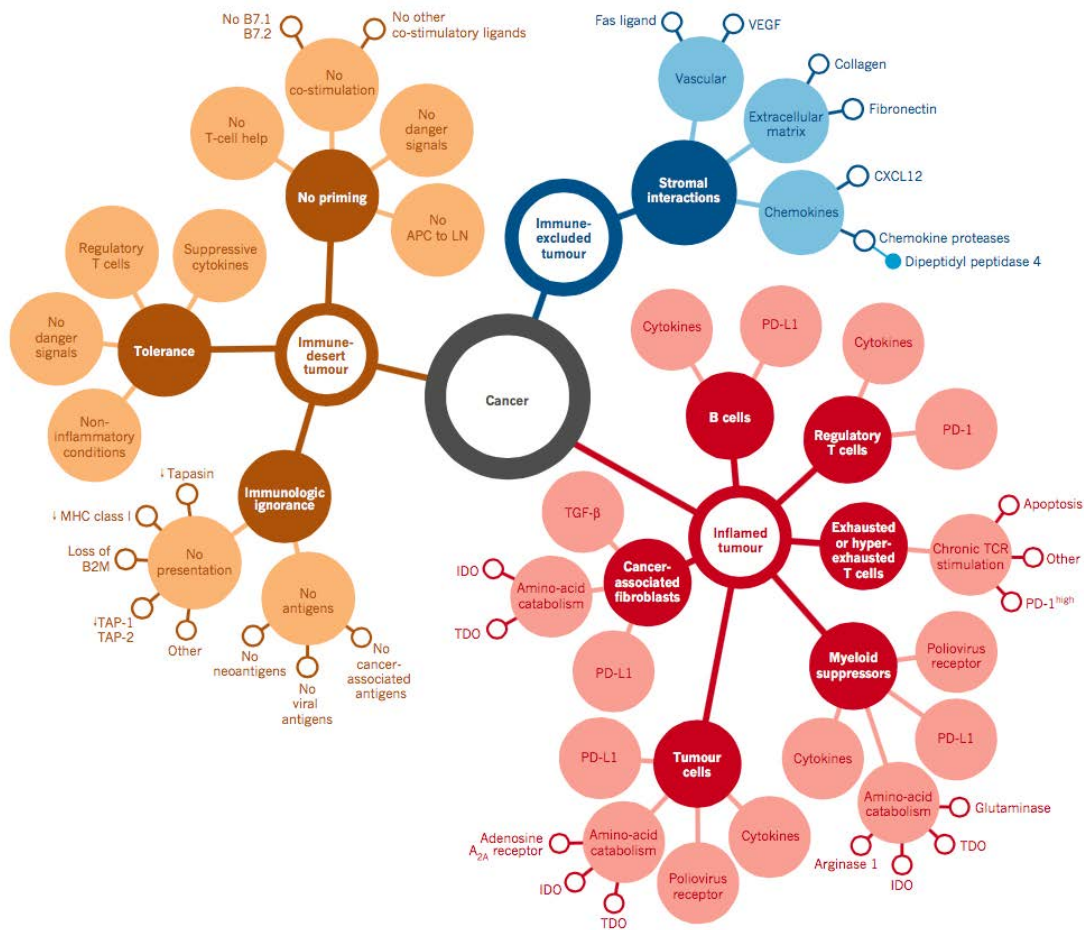 No B7.1
B7.2
No other
co-stimulatory ligands
No
co-stimulation
No
T-cell help
No
danger
signals
No priming
No
APC to LN
Regulatory
T cells
Suppressive
cytokines
No
danger
signals
Tolerance
Non-
inflammatory
conditions
Immune-
desert
tumour
Immunologic
ignorance
↓Tapasin
↓MHC class I
Loss of
B2M
↓TAP-1
TAP-2
Other
No
presentation
No
antigens
No
neoantigens
No
viral
antigens
No
cancer-
associated
antigens
Cancer
Immune-
excluded
tumour
Stromal
interactions
Fas ligand
VEGF
Vascular
Collagen
Extracellular
matrix
Fibronectin
CXCL12
Chemokines
Chemokine proteases
Dipeptidyl peptidase 4
Inflamed
tumour
Cytokines
PD-L1
B cells
Cytokines
Regulatory
T cells
PD-1
Exhausted
or hyper-
exhausted
T cells
Chronic TCR
stimulation
Apoptosis
Other
PD-1high
Myeloid
suppressors
Poliovirus
receptor
PD-L1
Cytokines
Amino-acid
catabolism
Glutaminase
TDO
IDO
Arginase 1
TGF-β
Cancer-
associated
fibroblasts
IDO
Amino-acid
catabolism
TDO
PD-L1
Tumour
cells
PD-L1
Adenosine
A2A receptor
Amino-acid
catabolism
IDO
TDO
Poliovirus
receptor
Cytokines